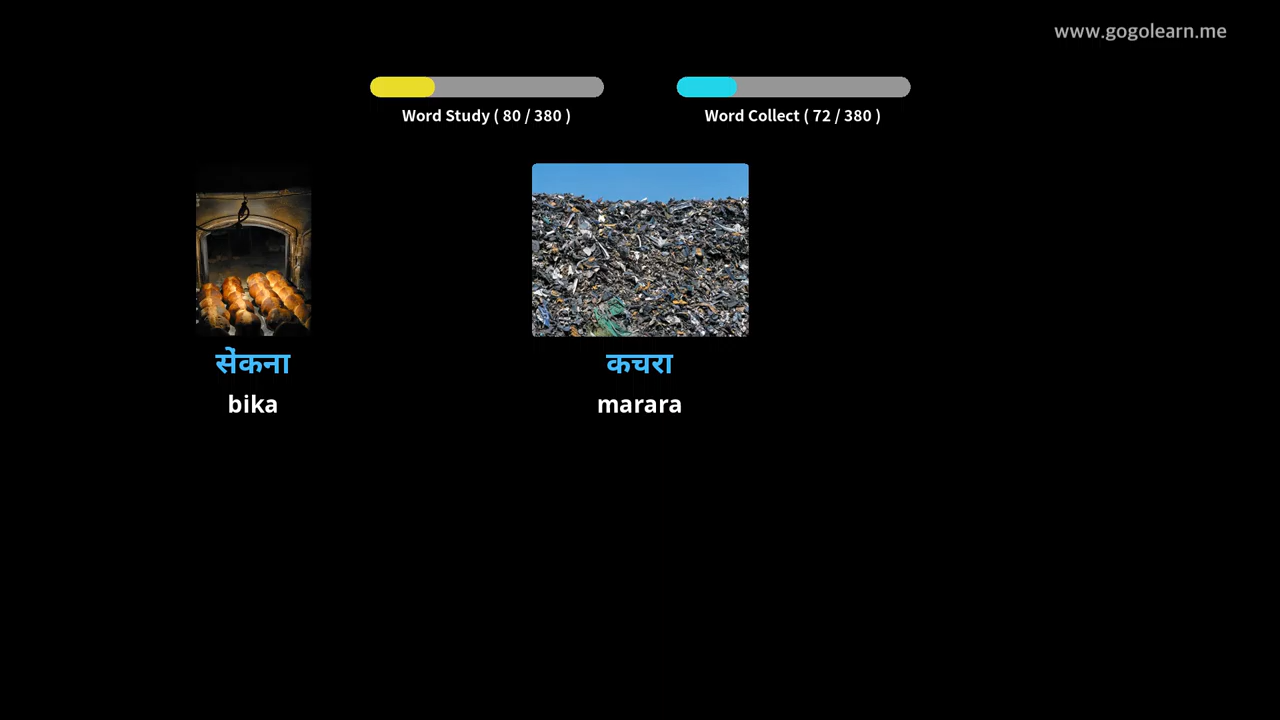 www.gogolearn.me
Word Study ( 80 / 380 )
Word Collect ( 72 / 380 )
सेंकना
कचरा
bika
marara